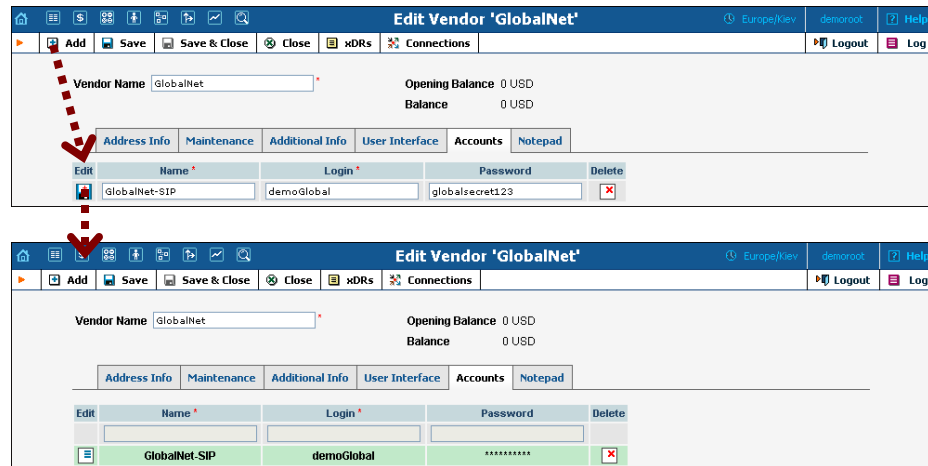 Edit Vendor 'GlobalNet'
Europe/Kiev demoroot Help
Add Save Save & Close Close xDRs Connections Logout Log
Vendor Name GlobalNet * Opening Balance 0 USD
Balance 0 USD
Address Info Maintenance Additional Info User Interface Accounts Notepad
Edit Name * Login * Password Delete
GlobalNet-SIP demoGlobal globalsecret123
Edit Vendor 'GlobalNet'
Europe/Kiev demoroot Help
Add Save Save & Close Close xDRs Connections Logout Log
Vendor Name GlobalNet * Opening Balance 0 USD
Balance 0 USD
Address Info Maintenance Additional Info User Interface Accounts Notepad
Edit Name * Login * Password Delete
GlobalNet-SIP demoGlobal **********